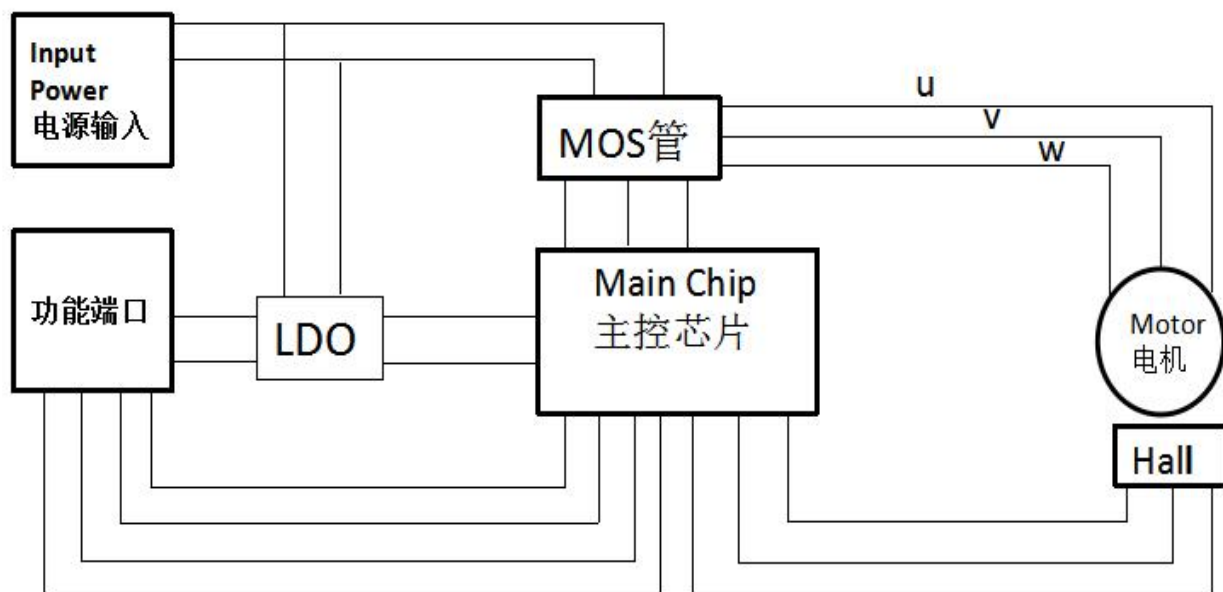 Input
Power
电源输入
MOS管
u
v
w
功能端口
LDO
Main Chip
主控芯片
Motor
电机
Hall